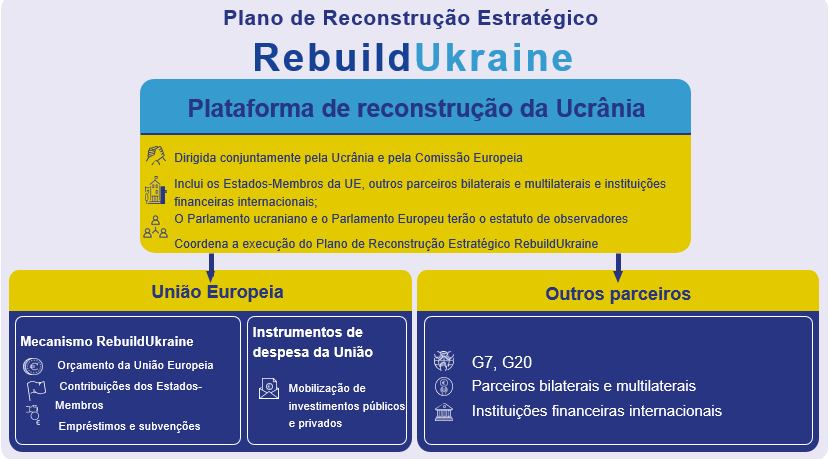 Plano de Reconstrução Estratégico
RebuildUkraine
Plataforma de reconstrução da Ucrânia
Dirigida conjuntamente pela Ucrânia e pela Comissão Europeia
Inclui os Estados-Membros da UE, outros parceiros bilaterais e multilaterais e instituições
financeiras internacionais;
O Parlamento ucraniano e o Parlamento Europeu terão o estatuto de observadores
Coordena a execução do Plano de Reconstrução Estratégico RebuildUkraine
União Europeia
Mecanismo RebuildUkraine
Orçamento da União Europeia
Contribuições dos Estados-
Membros
Empréstimos e subvenções
Instrumentos de
despesa da União
Mobilização de
investimentos públicos
e privados
Outros parceiros
G7, G20
Parceiros bilaterais e multilaterais
Instituições financeiras internacionais